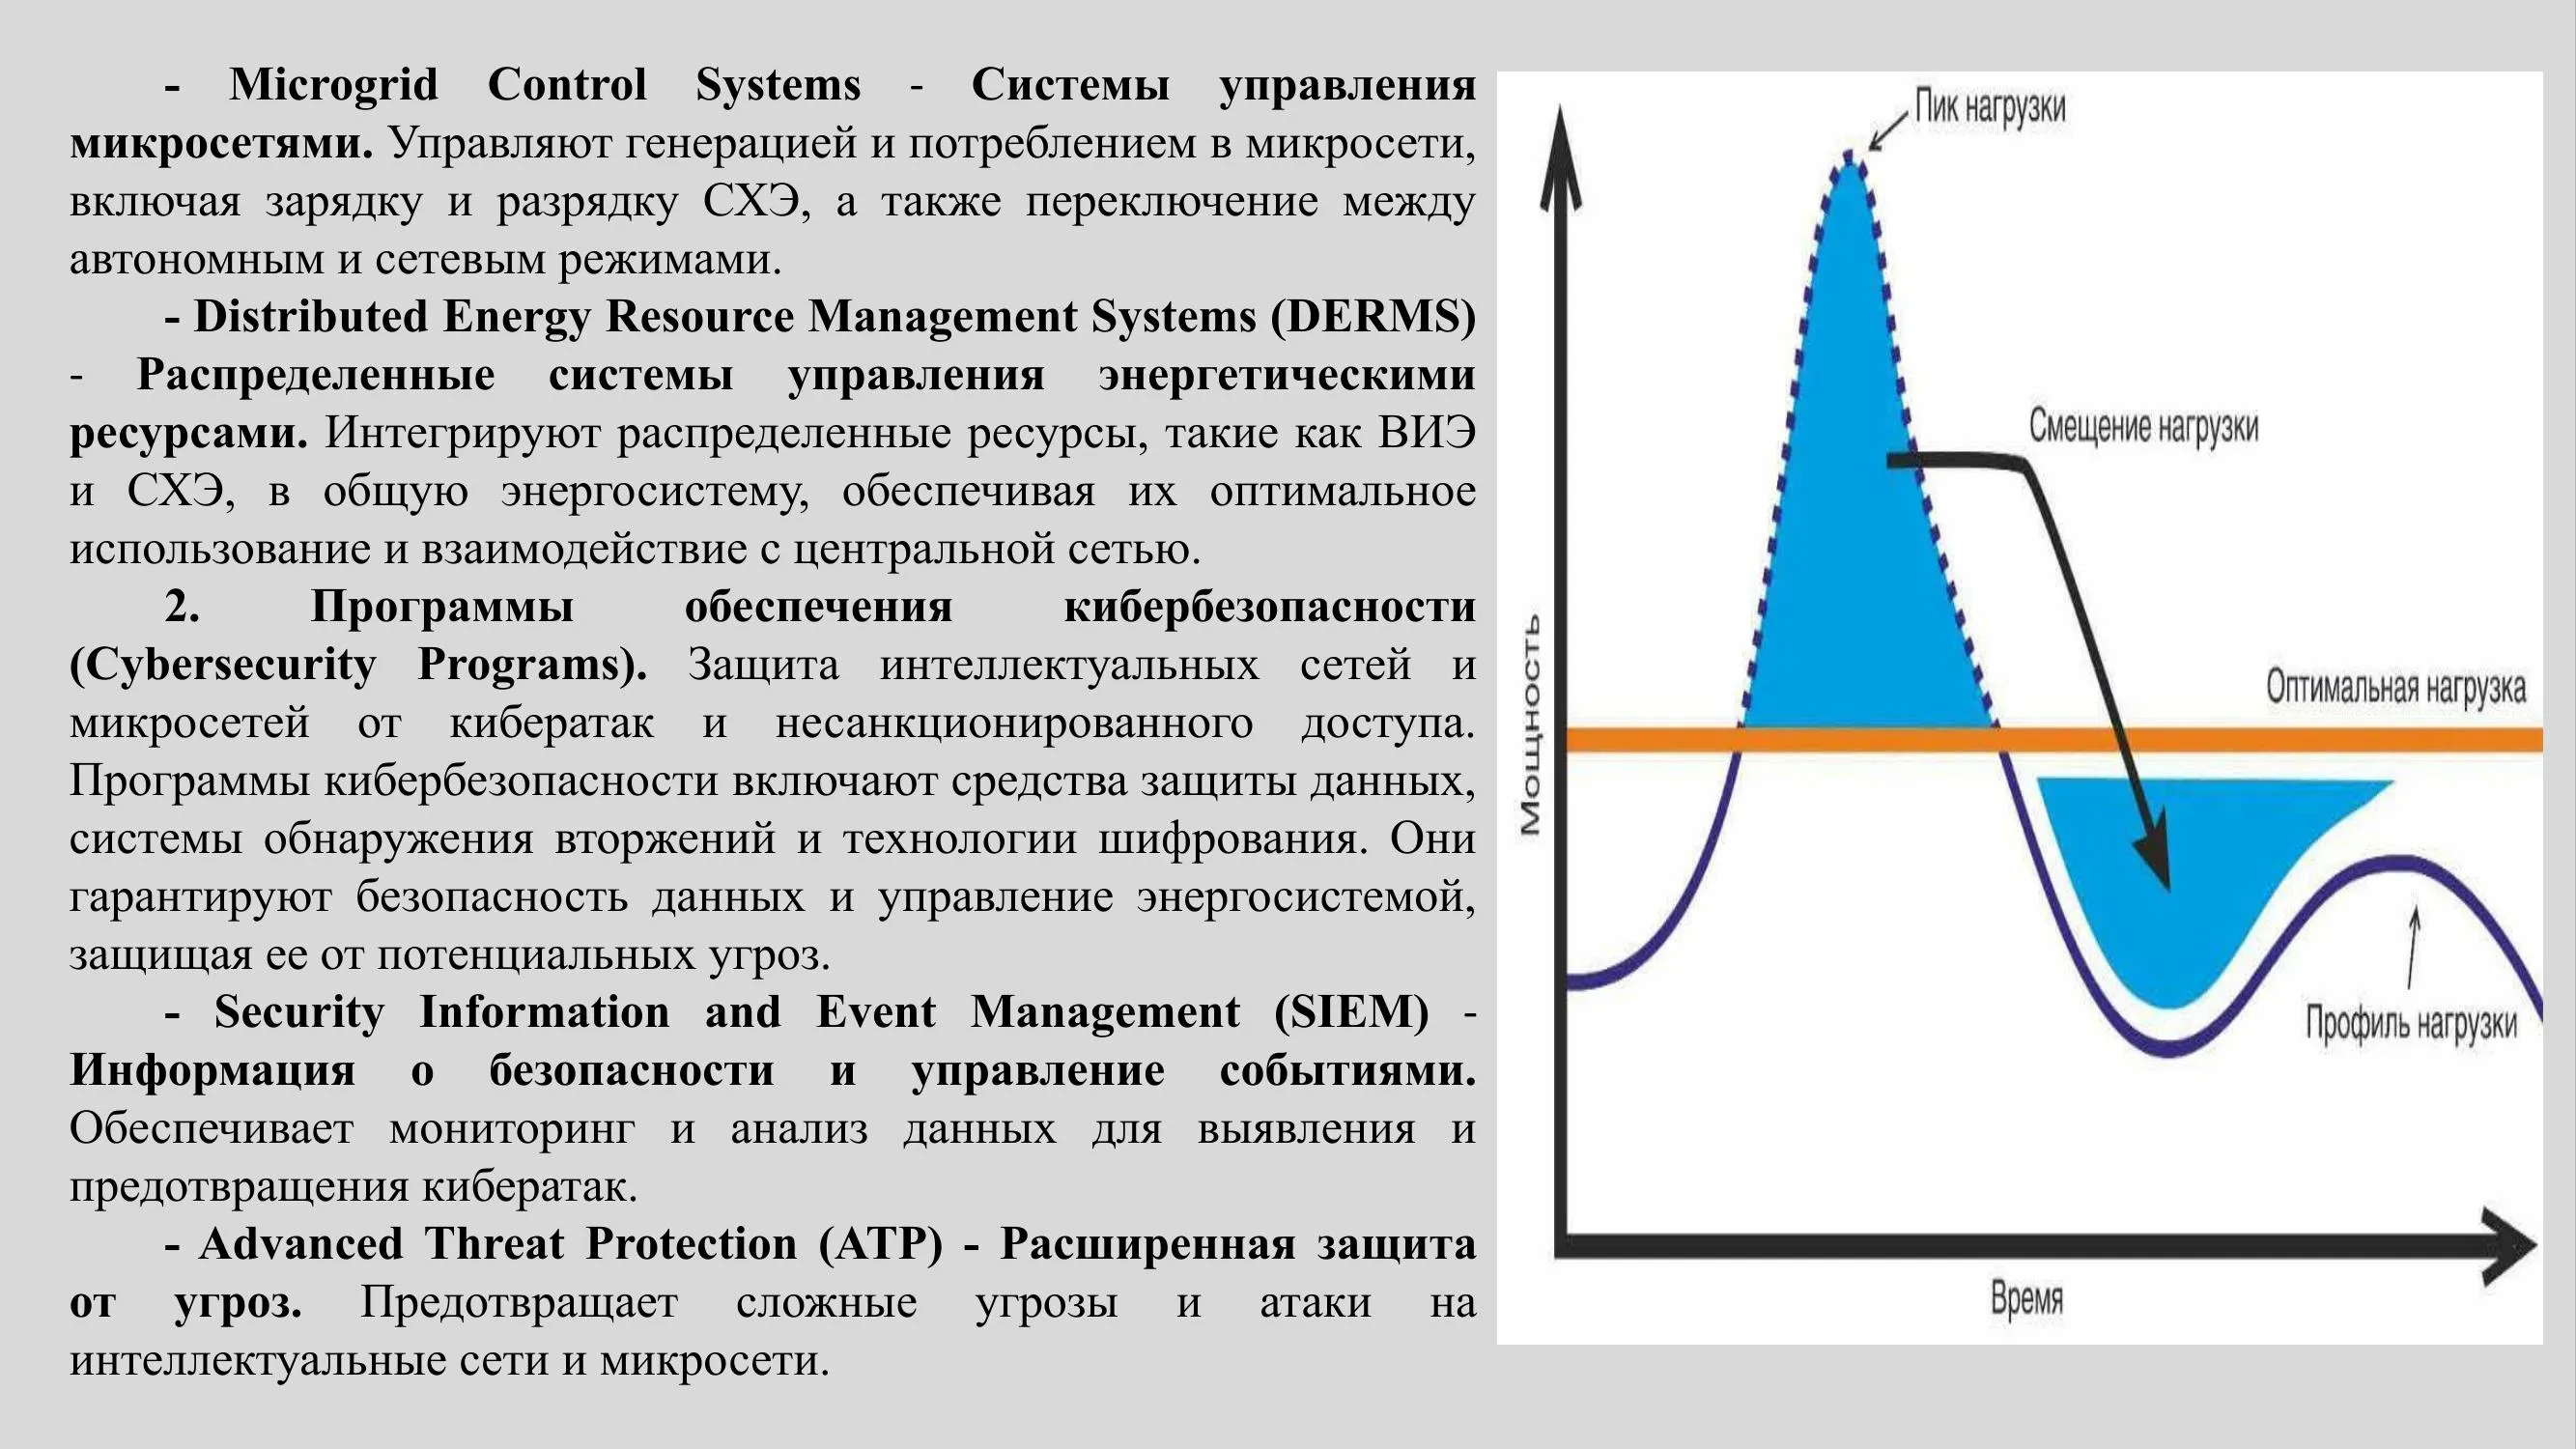 - Microgrid Control Systems - Системы управления
микросетями. Управляют генерацией и потреблением в микросети,
включая зарядку и разрядку СХЭ, а также переключение между
автономным и сетевым режимами.
- Distributed Energy Resource Management Systems (DERMS)
- Распределенные системы управления энергетическими
ресурсами. Интегрируют распределенные ресурсы, такие как ВИЭ
и СХЭ, в общую энергосистему, обеспечивая их оптимальное
использование и взаимодействие с центральной сетью.
2. Программы обеспечения кибербезопасности
(Cybersecurity Programs). Защита интеллектуальных сетей и
микросетей от кибератак и несанкционированного доступа.
Программы кибербезопасности включают средства защиты данных,
системы обнаружения вторжений и технологии шифрования. Они
гарантируют безопасность данных и управление энергосистемой,
защищая ее от потенциальных угроз.
- Security Information and Event Management (SIEM) -
Информация о безопасности и управление событиями.
Обеспечивает мониторинг и анализ данных для выявления и
предотвращения кибератак.
- Advanced Threat Protection (ATP) - Расширенная защита
от угроз. Предотвращает сложные угрозы и атаки на
интеллектуальные сети и микросети.
Пик нагрузки
Смещение нагрузки
Оптимальная нагрузка
Мощность
Профиль нагрузки
Время